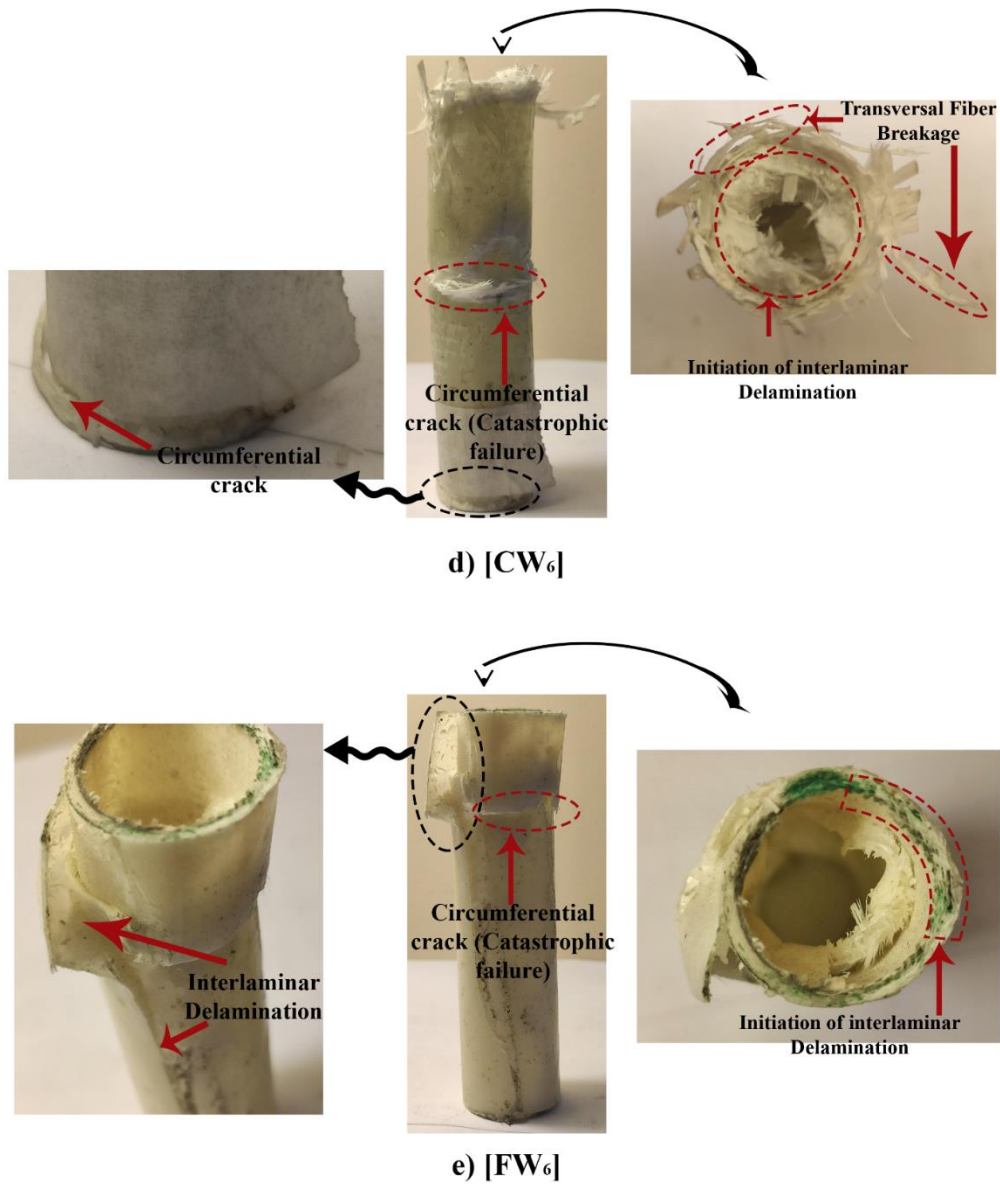 Transversal Fiber
Breakage
Initiation of interlaminar
Delamination
Circumferential
crack (Catastrophic
failure)
Circumferential
crack
d) [CW₆]
Circumferential
crack (Catastrophic
failure)
Interlaminar
Delamination
Initiation of interlaminar
Delamination
e) [FW₆]